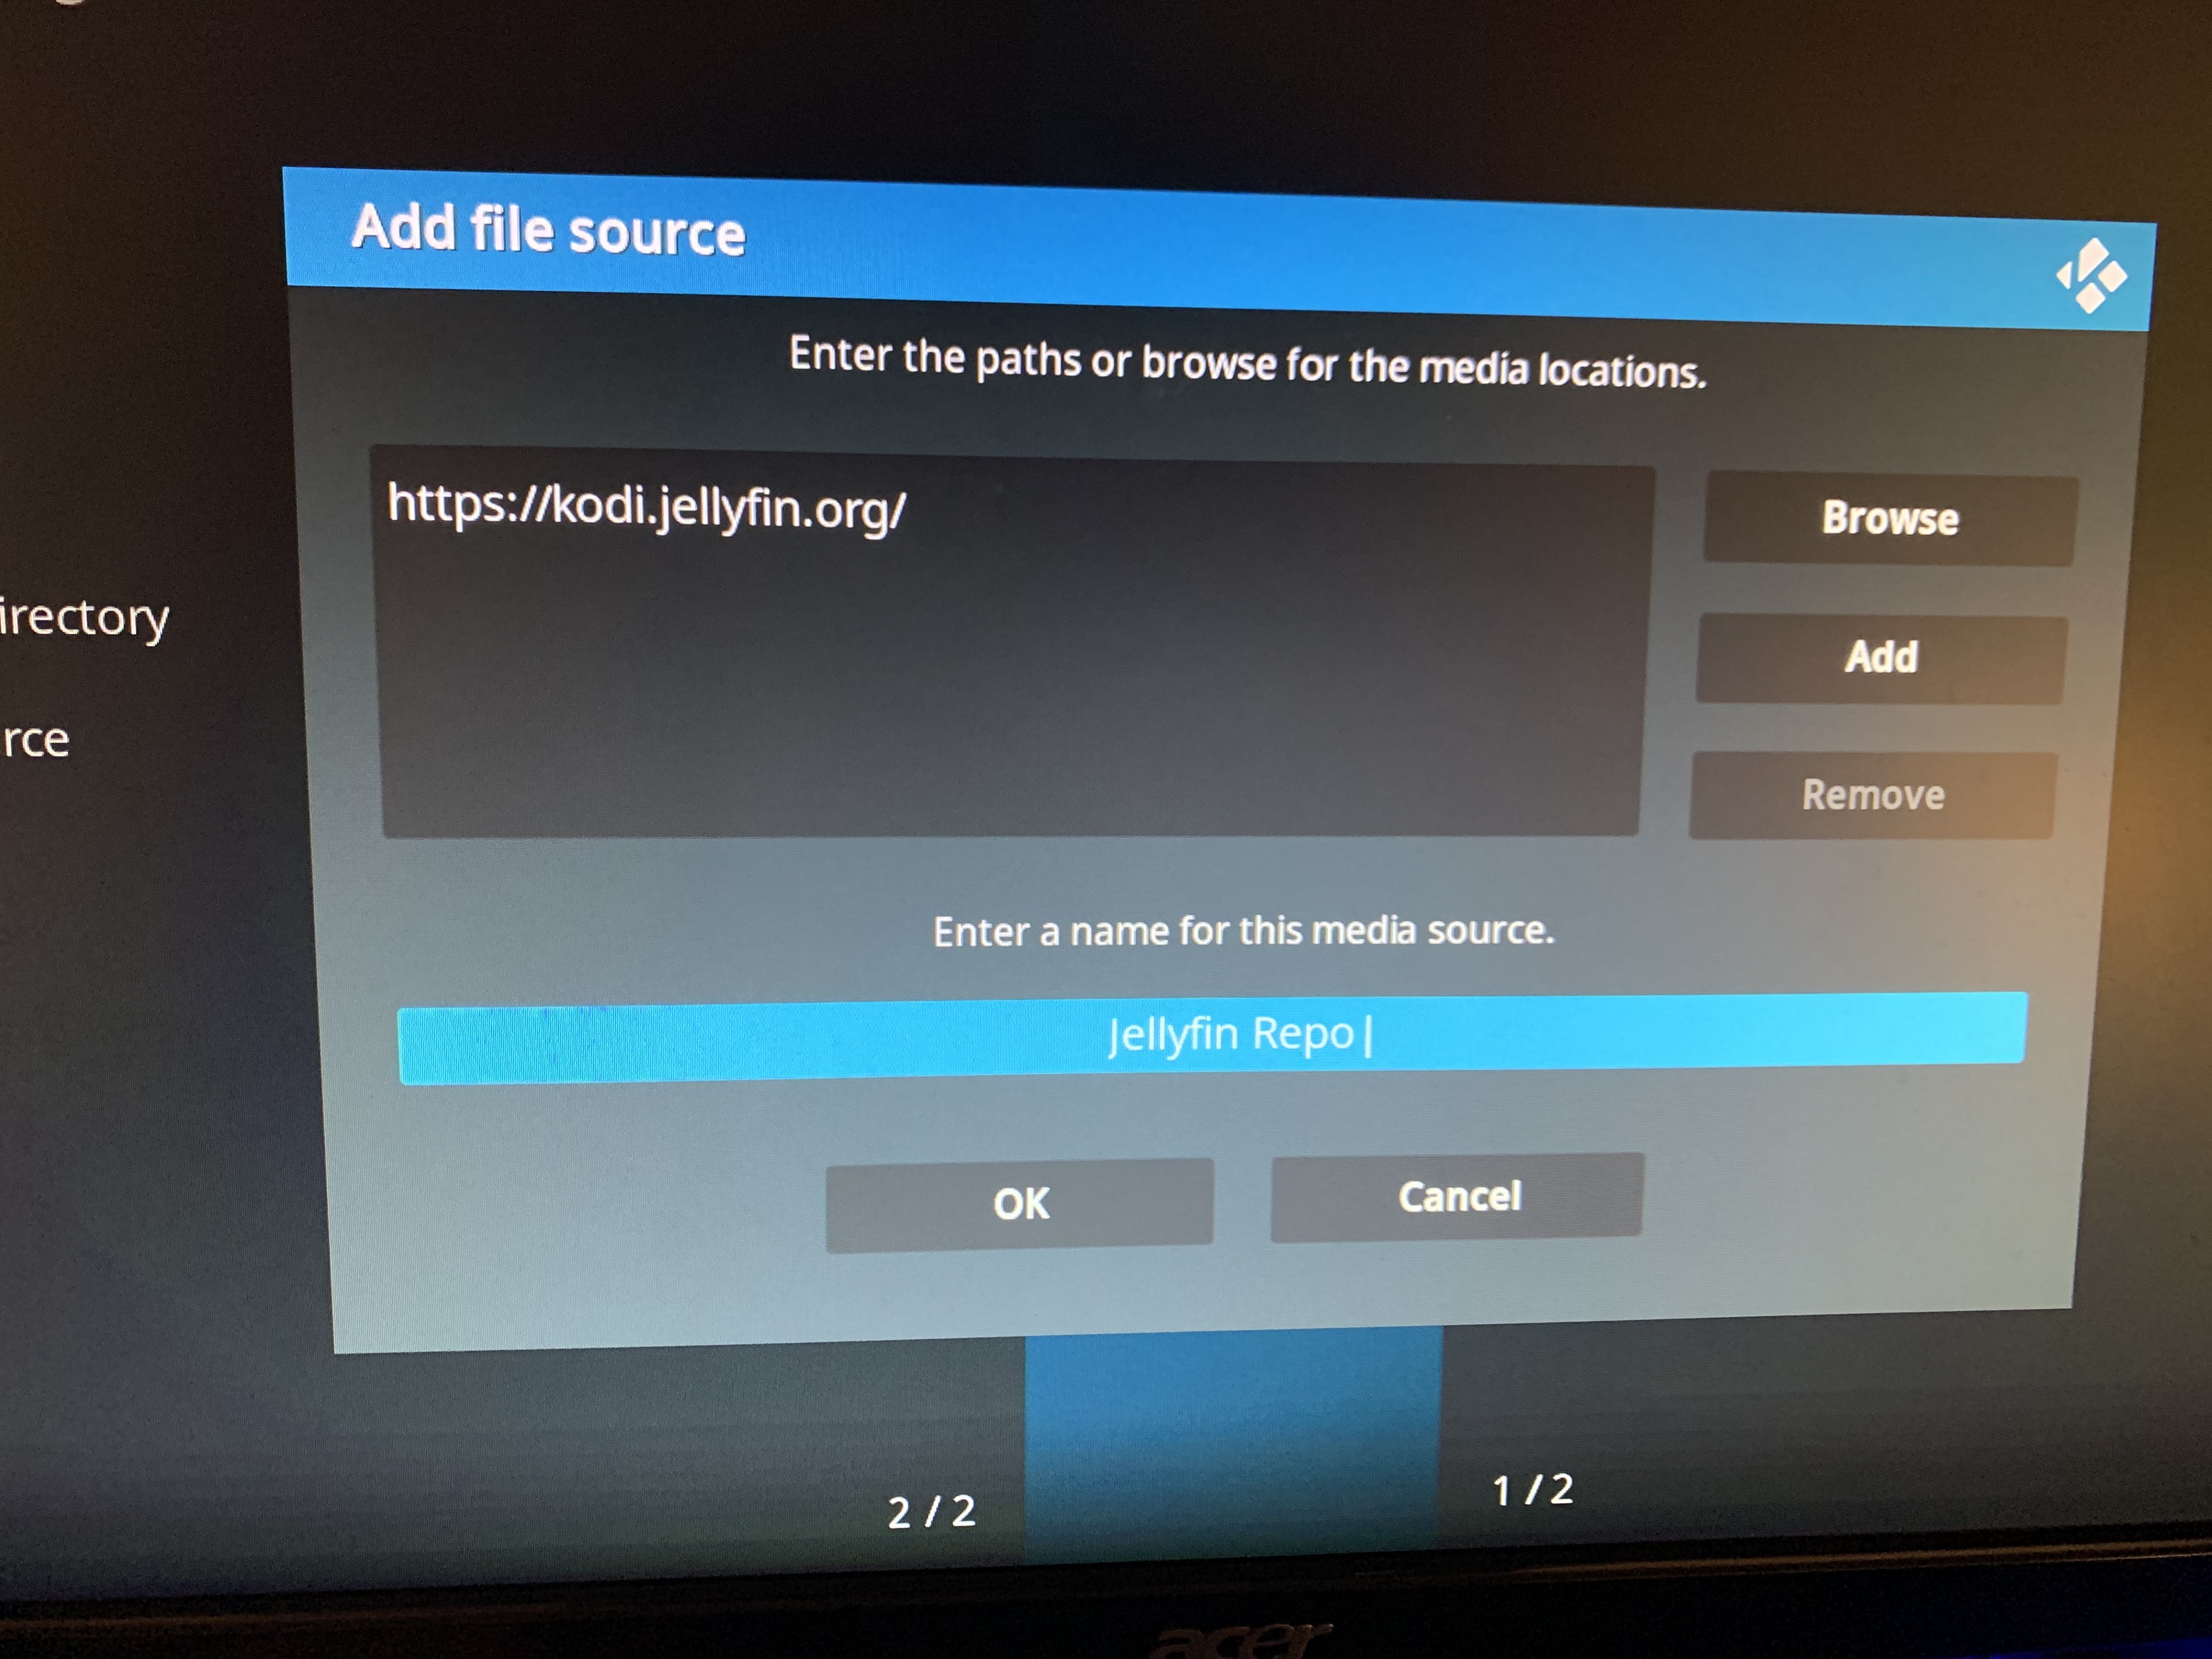 Add file source
Enter the paths or browse for the media locations.
https://kodi.jellyfin.org/
Browse
Add
Remove
irectory
rce
Enter a name for this media source.
Jellyfin Repo
OK
Cancel
2 / 2
1 / 2
acer